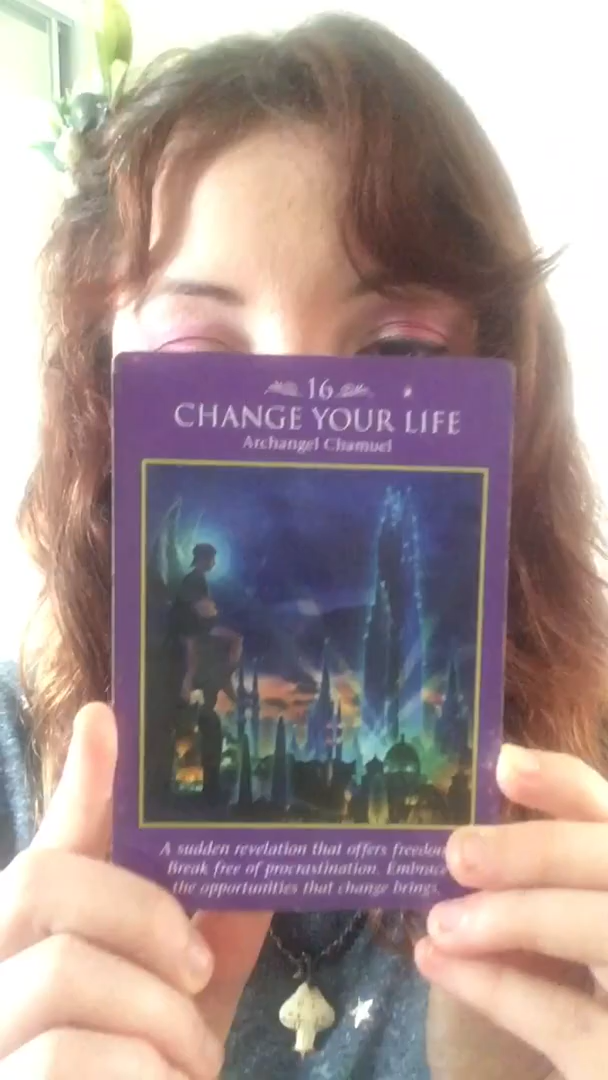 16
CHANGE YOUR LIFE
Archangel Chamuel
A sudden revelation that offers freedom
Break free of procrastination. Embrace
the opportunities that change brings.